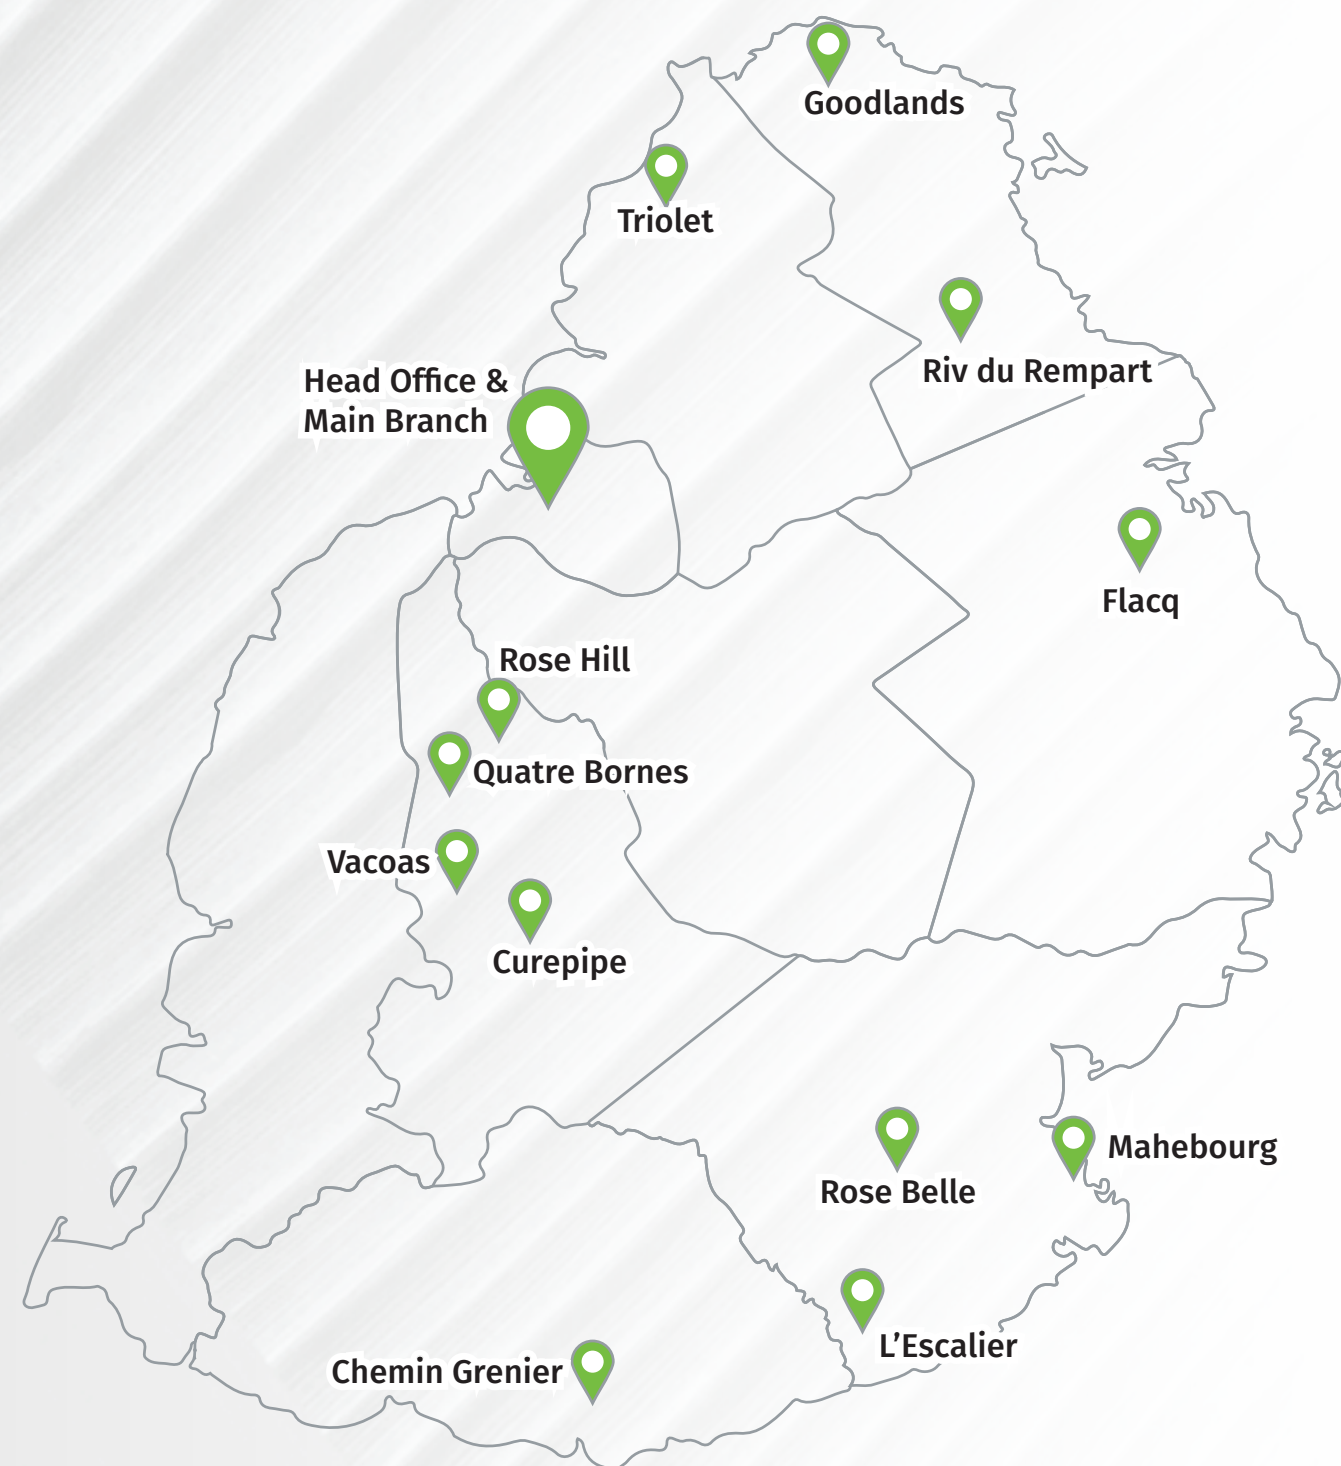 Goodlands
Triolet
Riv du Rempart
Head Office &
Main Branch
Flacq
Rose Hill
Quatre Bornes
Vacoas
Curepipe
Mahebourg
Rose Belle
L’Escalier
Chemin Grenier